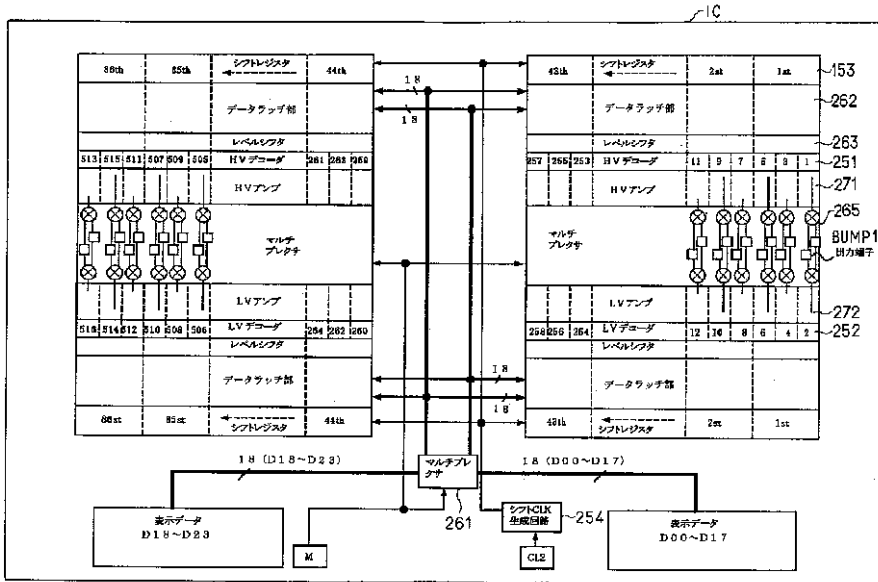 IC
86th 85th シフトレジスタ 44th
43th シフトレジスタ 2st 1st 153
18
データラッチ部 データラッチ部 262
18
レベルシフタ レベルシフタ 263
513 515 511 507 509 505 HVデコーダ 261 263 259
257 255 253 HVデコーダ 11 9 7 5 3 1 251
HVアンプ HVアンプ 271
265
マルチ
プレクサ
マルチ
プレクサ
BUMP1
出力端子
LVアンプ LVアンプ 272
516 514 512 510 508 506 LVデコーダ 264 262 260
258 256 254 LVデコーダ 12 10 8 6 4 2 252
レベルシフタ レベルシフタ
データラッチ部 18 データラッチ部
18
86st 85st シフトレジスタ 44th
43th シフトレジスタ 2st 1st
18 (D18~D23) マルチプレ
クサ
18 (D00~D17)
261
表示データ
D18~D23
M
シフトCLK
生成回路
254
CL2
表示データ
D00~D17